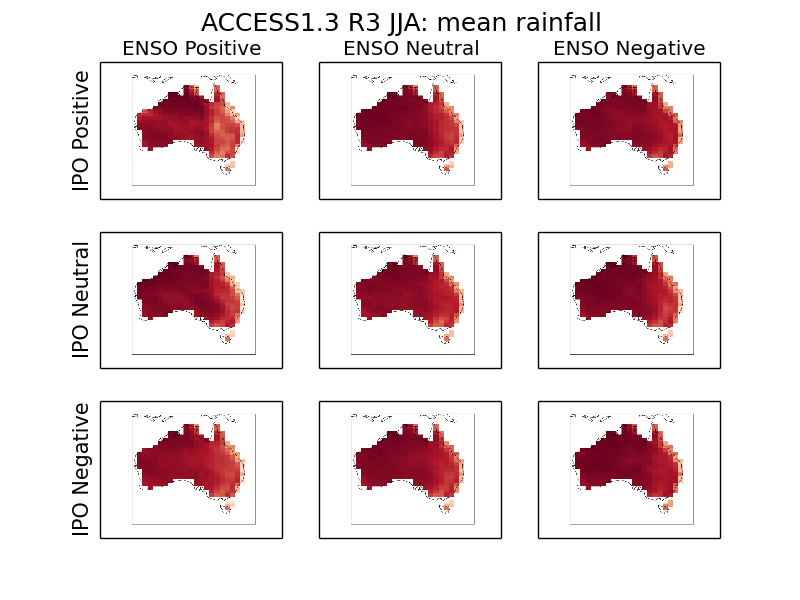 ACCESS1.3 R3 JJA: mean rainfall
ENSO Positive
ENSO Neutral
ENSO Negative
IPO Positive
IPO Neutral
IPO Negative